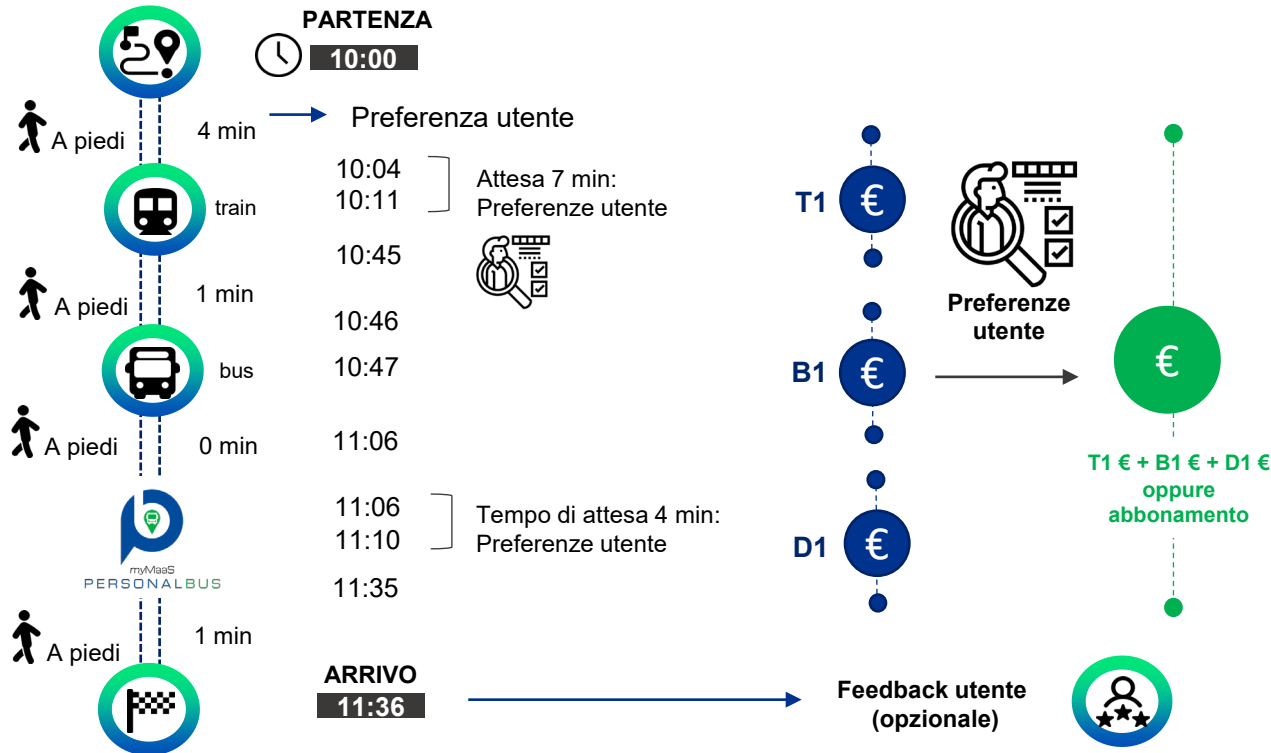 PARTENZA
10:00
A piedi
4 min
Preferenza utente
train
10:04
10:11
Attesa 7 min:
Preferenze utente
10:45
A piedi
1 min
10:46
bus
10:47
A piedi
0 min
11:06
myMaaS
PERSONALBUS
11:06
11:10
Tempo di attesa 4 min:
Preferenze utente
11:35
A piedi
1 min
ARRIVO
11:36
T1
€
B1
€
D1
€
Preferenze
utente
€
T1 € + B1 € + D1 €
oppure
abbonamento
Feedback utente
(opzionale)